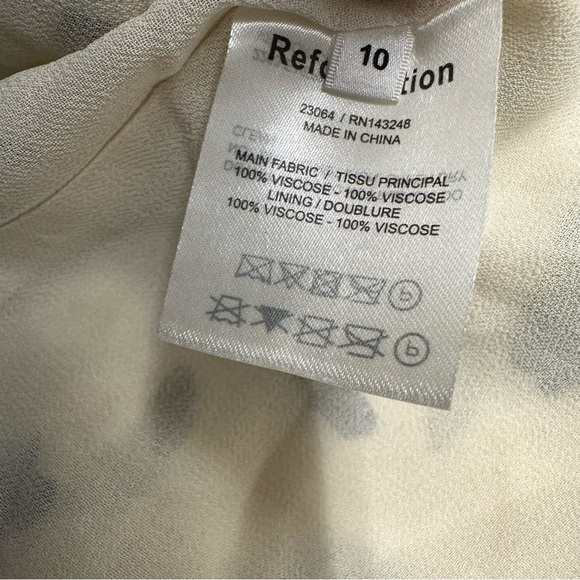 Refo
10
tion
23064 / RN143248
MADE IN CHINA
MAIN FABRIC / TISSU PRINCIPAL
100% VISCOSE - 100% VISCOSE
LINING / DOUBLURE
100% VISCOSE - 100% VISCOSE
P
P